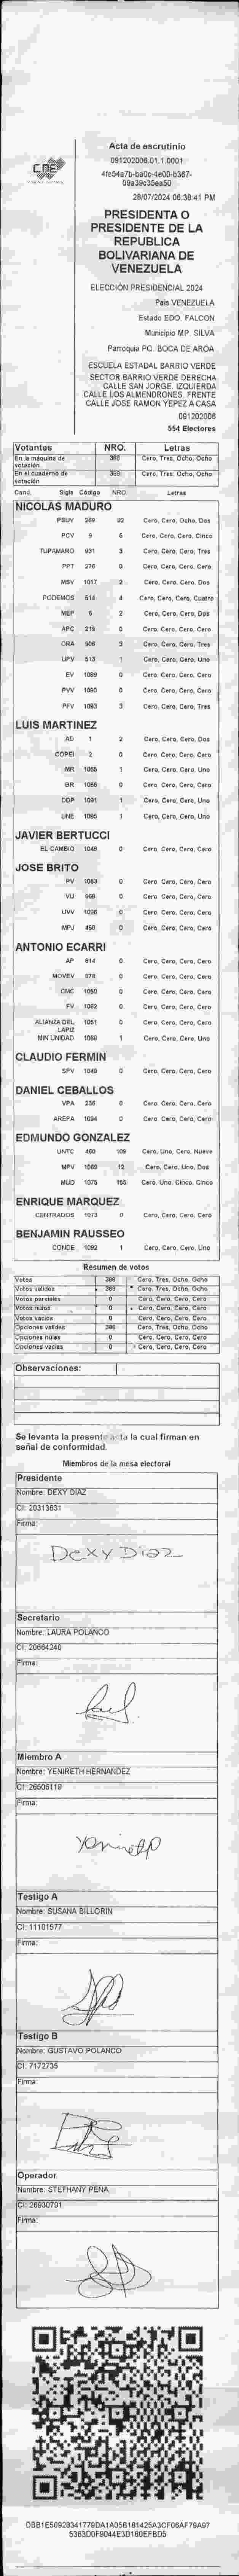 CNE
Acta de escrutinio
091202006.01.1.0001
4fe54a7b-ba0c-4e00-b367-
09a39c35ea50
28/07/2024 06:36:41 PM
PRESIDENTA O
PRESIDENTE DE LA
REPUBLICA
BOLIVARIANA DE
VENEZUELA
ELECCIÓN PRESIDENCIAL 2024
Pais VENEZUELA
Estado EDO. FALCON
Municipio MP. SILVA
Parroquia PQ. BOCA DE AROA
ESCUELA ESTADAL BARRIO VERDE
SECTOR BARRIO VERDE DERECHA
CALLE SAN JORGE. IZQUIERDA
CALLE LOS ALMENDRONES. FRENTE
CALLE JOSE RAMON YEPEZ A CASA
091202006
554 Electores
Votantes NRO. Letras
En la máquina de votación 388 Cero, Tres, Ocho, Ocho
En el cuaderno de votación 388 Cero, Tres, Ocho, Ocho
Cand. Sigla Código NRO. Letras
NICOLAS MADURO
PSUV 269 82 Cero, Cero, Ocho, Dos
PCV 9 5 Cero, Cero, Cero, Cinco
TUPAMARO 931 3 Cero, Cero, Cero, Tres
PPT 276 0 Cero, Cero, Cero, Cero
MSV 1017 2 Cero, Cero, Cero, Dos
PODEMOS 514 4 Cero, Cero, Cero, Cuatro
MEP 6 2 Cero, Cero, Cero, Dos
APC 219 0 Cero, Cero, Cero, Cero
ORA 906 3 Cero, Cero, Cero, Tres
UPV 513 1 Cero, Cero, Cero, Uno
EV 1089 0 Cero, Cero, Cero, Cero
PVV 1090 0 Cero, Cero, Cero, Cero
PFV 1093 3 Cero, Cero, Cero, Tres
LUIS MARTINEZ
AD 1 2 Cero, Cero, Cero, Dos
COPEI 2 0 Cero, Cero, Cero, Cero
MR 1065 1 Cero, Cero, Cero, Uno
BR 1066 0 Cero, Cero, Cero, Cero
DDP 1091 1 Cero, Cero, Cero, Uno
UNE 1095 1 Cero, Cero, Cero, Uno
JAVIER BERTUCCI
EL CAMBIO 1048 0 Cero, Cero, Cero, Cero
JOSE BRITO
PV 1053 0 Cero, Cero, Cero, Cero
VU 969 0 Cero, Cero, Cero, Cero
UVV 1096 0 Cero, Cero, Cero, Cero
MPJ 450 0 Cero, Cero, Cero, Cero
ANTONIO ECARRI
AP 914 0 Cero, Cero, Cero, Cero
MOVEV 978 0 Cero, Cero, Cero, Cero
CMC 1050 0 Cero, Cero, Cero, Cero
FV 1062 0 Cero, Cero, Cero, Cero
ALIANZA DEL LAPIZ 1051 0 Cero, Cero, Cero, Cero
MIN UNIDAD 1069 1 Cero, Cero, Cero, Uno
CLAUDIO FERMIN
SPV 1049 0 Cero, Cero, Cero, Cero
DANIEL CEBALLOS
VPA 336 0 Cero, Cero, Cero, Cero
AREPA 1094 0 Cero, Cero, Cero, Cero
EDMUNDO GONZALEZ
UNTC 460 109 Cero, Uno, Cero, Nueve
MPV 1069 12 Cero, Cero, Uno, Dos
MUD 1075 155 Cero, Uno, Cinco, Cinco
ENRIQUE MARQUEZ
CENTRADOS 1073 0 Cero, Cero, Cero, Cero
BENJAMIN RAUSSEO
CONDE 1092 1 Cero, Cero, Cero, Uno
Resumen de votos
Votos 388 Cero, Tres, Ocho, Ocho
Votos validos 388 Cero, Tres, Ocho, Ocho
Votos parciales 0 Cero, Cero, Cero, Cero
Votos nulos 0 Cero, Cero, Cero, Cero
Votos vacios 0 Cero, Cero, Cero, Cero
Opciones validas 388 Cero, Tres, Ocho, Ocho
Opciones nulas 0 Cero, Cero, Cero, Cero
Opciones vacias 0 Cero, Cero, Cero, Cero
Observaciones:
Se levanta la presente acta la cual firman en
señal de conformidad.
Miembros de la mesa electoral
Presidente
Nombre: DEXY DIAZ
CI: 20313631
Firma:
Dexy Diaz
Secretario
Nombre: LAURA POLANCO
CI: 20664240
Firma:
Miembro A
Nombre: YENIRETH HERNANDEZ
CI: 26506119
Firma:
Testigo A
Nombre: SUSANA BILLORIN
CI: 11101577
Firma:
Testigo B
Nombre: GUSTAVO POLANCO
CI: 7172735
Firma:
Operador
Nombre: STEFHANY PENA
CI: 26930791
Firma:
DBB1E50928341779DA1A056181425A3CF06AF79A97
5363D0F9044E3D180EFBD5